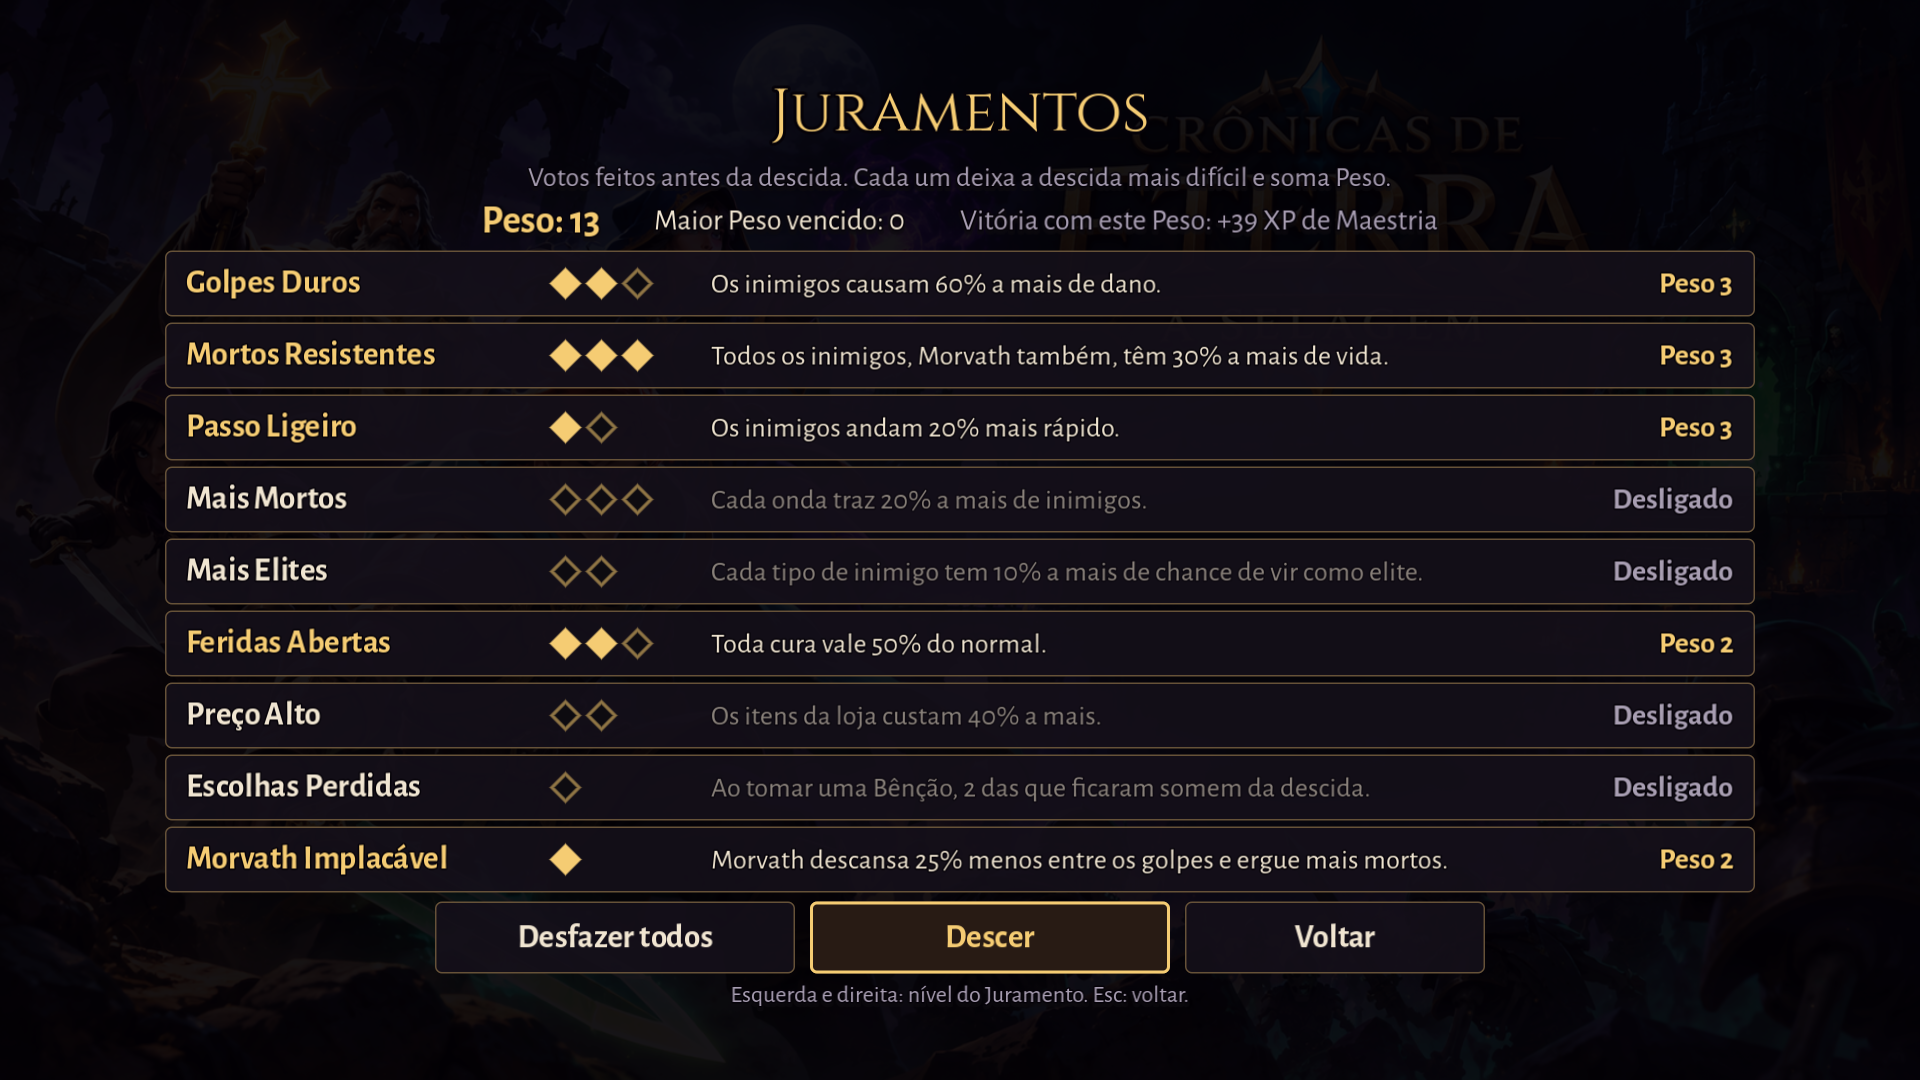 JURAMENTOS
CRÔNICAS DE
ETERRA
Votos feitos antes da descida. Cada um deixa a descida mais difícil e soma Peso.
Peso: 13 Maior Peso vencido: 0 Vitória com este Peso: +39 XP de Maestria
Golpes Duros Os inimigos causam 60% a mais de dano. Peso 3
Mortos Resistentes Todos os inimigos, Morvath também, têm 30% a mais de vida. Peso 3
Passo Ligeiro Os inimigos andam 20% mais rápido. Peso 3
Mais Mortos Cada onda traz 20% a mais de inimigos. Desligado
Mais Elites Cada tipo de inimigo tem 10% a mais de chance de vir como elite. Desligado
Feridas Abertas Toda cura vale 50% do normal. Peso 2
Preço Alto Os itens da loja custam 40% a mais. Desligado
Escolhas Perdidas Ao tomar uma Bênção, 2 das que ficaram somem da descida. Desligado
Morvath Implacável Morvath descansa 25% menos entre os golpes e ergue mais mortos. Peso 2
Desfazer todos Descer Voltar
Esquerda e direita: nível do Juramento. Esc: voltar.